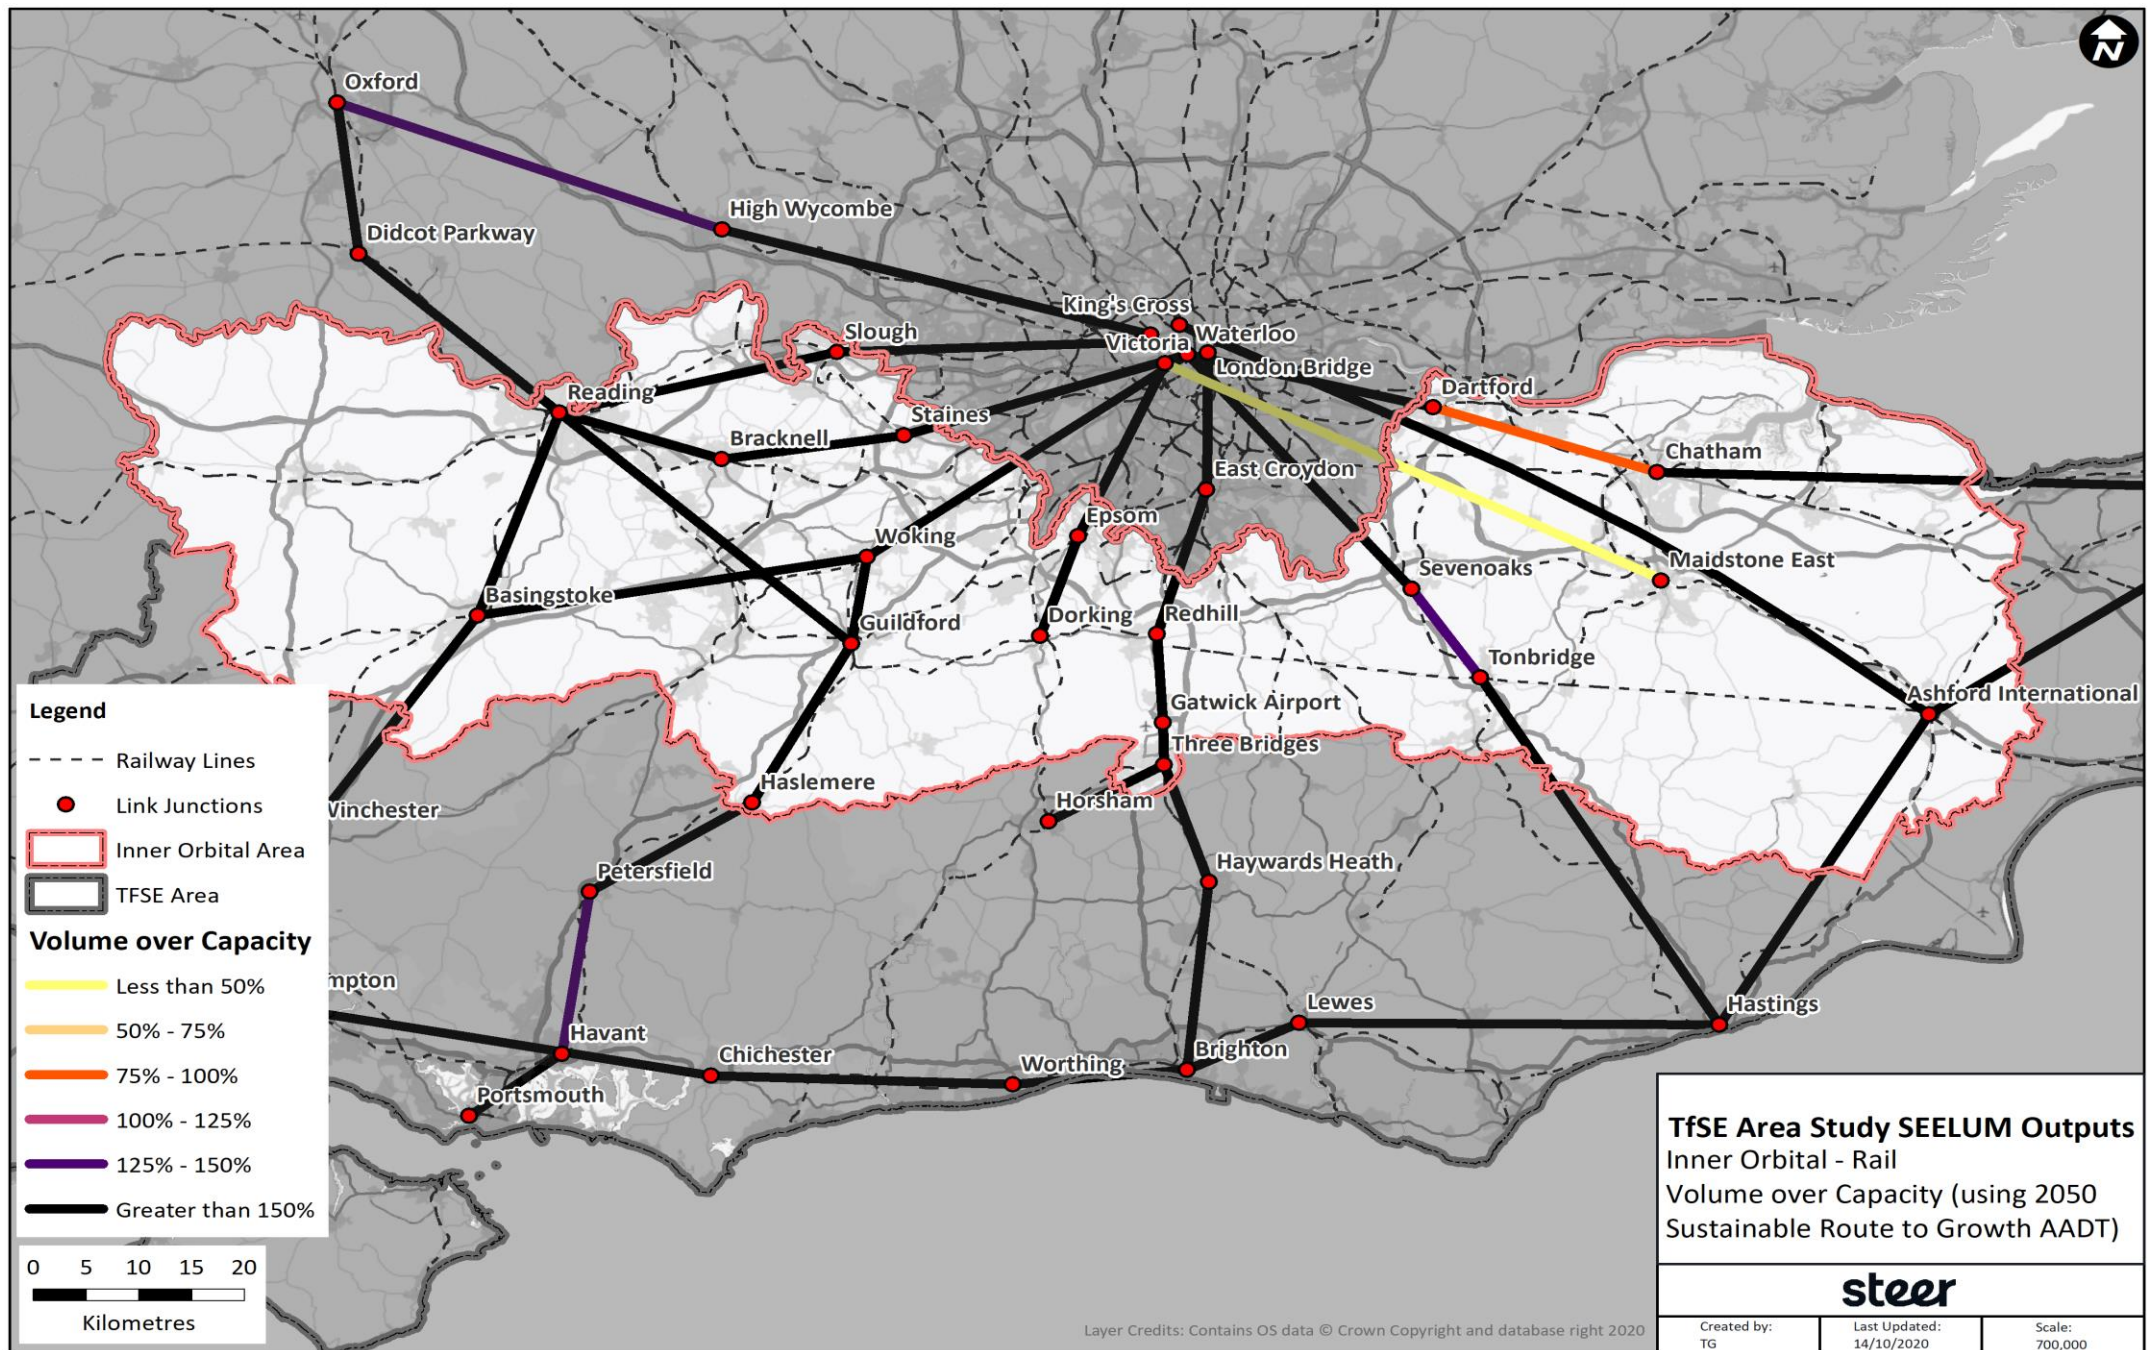 N
Oxford
High Wycombe
Didcot Parkway
King's Cross
Slough
Waterloo
Victoria
London Bridge
Reading
Dartford
Staines
Bracknell
Chatham
East Croydon
Epsom
Woking
Maidstone East
Sevenoaks
Basingstoke
Guildford
Dorking
Redhill
Tonbridge
Ashford International
Gatwick Airport
Three Bridges
Haslemere
Horsham
Winchester
Haywards Heath
Petersfield
mpton
Lewes
Hastings
Havant
Chichester
Brighton
Worthing
Portsmouth
Legend
Railway Lines
Link Junctions
Inner Orbital Area
TFSE Area
Volume over Capacity
Less than 50%
50% - 75%
75% - 100%
100% - 125%
125% - 150%
Greater than 150%
0 5 10 15 20
Kilometres
TfSE Area Study SEELUM Outputs
Inner Orbital - Rail
Volume over Capacity (using 2050
Sustainable Route to Growth AADT)
steer
Created by: Last Updated: Scale:
TG 14/10/2020 700,000
Layer Credits: Contains OS data © Crown Copyright and database right 2020